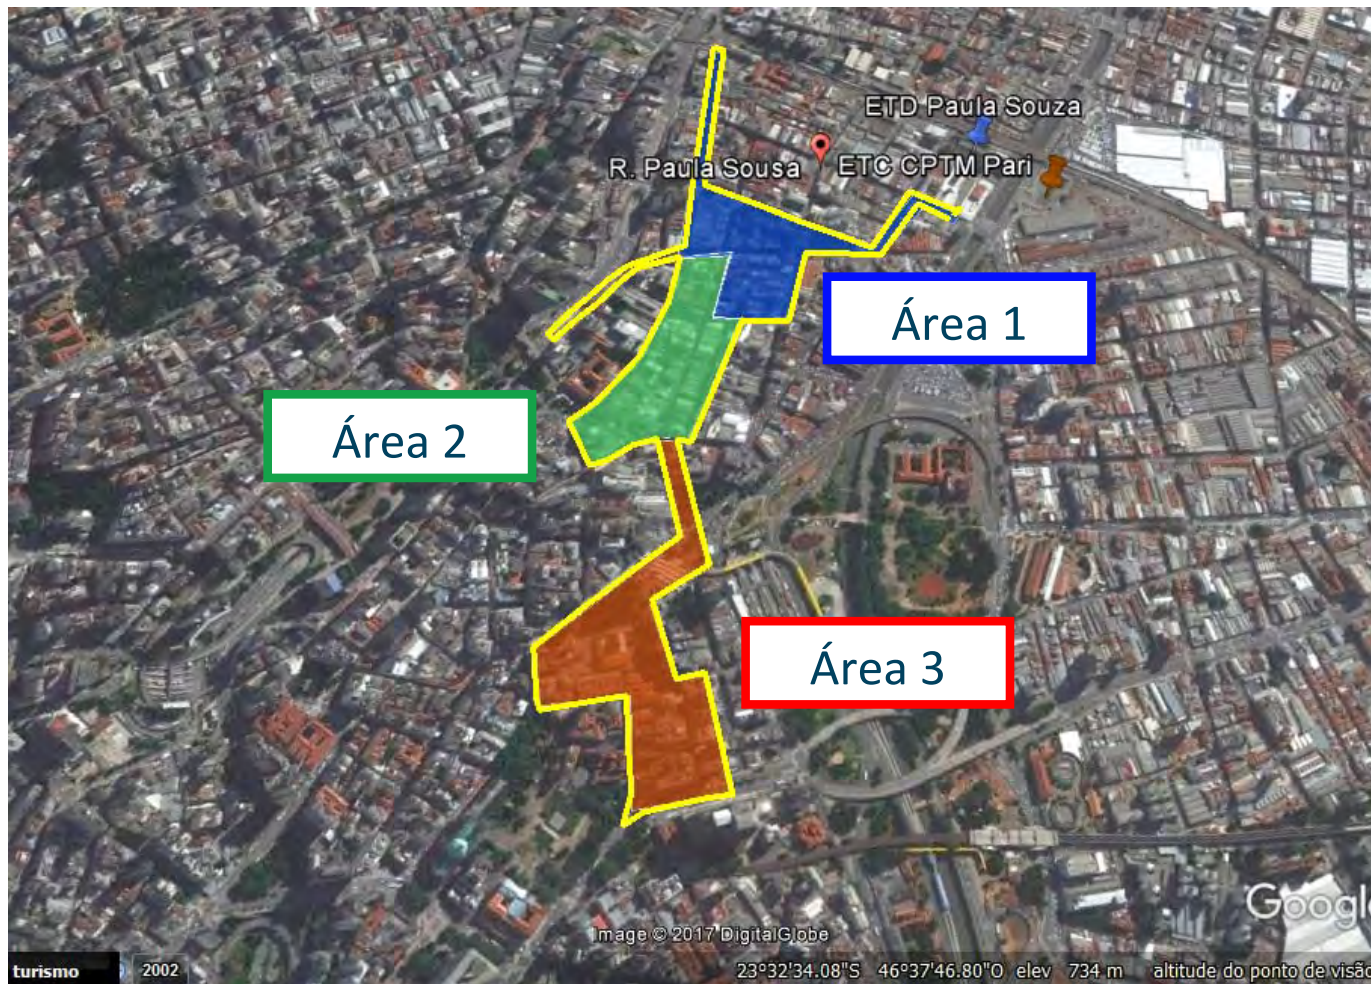 ETD Paula Souza
R. Paula Sousa
ETC CPTM Pari
Área 1
Área 2
Área 3
Google
Image © 2017 DigitalGlobe
turismo
2002
23°32'34.08"S 46°37'46.80"O elev 734 m altitude do ponto de visão